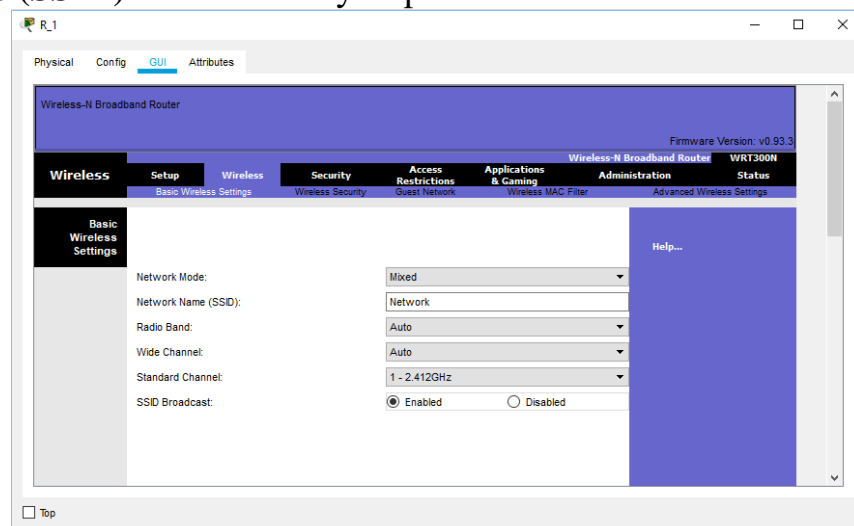 R_1
Physical Config GUI Attributes
Wireless-N Broadband Router
Firmware Version: v0.93.3
Wireless-N Broadband Router WRT300N
Wireless Setup Wireless Security Access Restrictions Applications & Gaming Administration Status
Basic Wireless Settings Wireless Security Guest Network Wireless MAC Filter Advanced Wireless Settings
Basic
Wireless
Settings
Help...
Network Mode: Mixed
Network Name (SSID): Network
Radio Band: Auto
Wide Channel: Auto
Standard Channel: 1 - 2.412GHz
SSID Broadcast: Enabled Disabled
Top